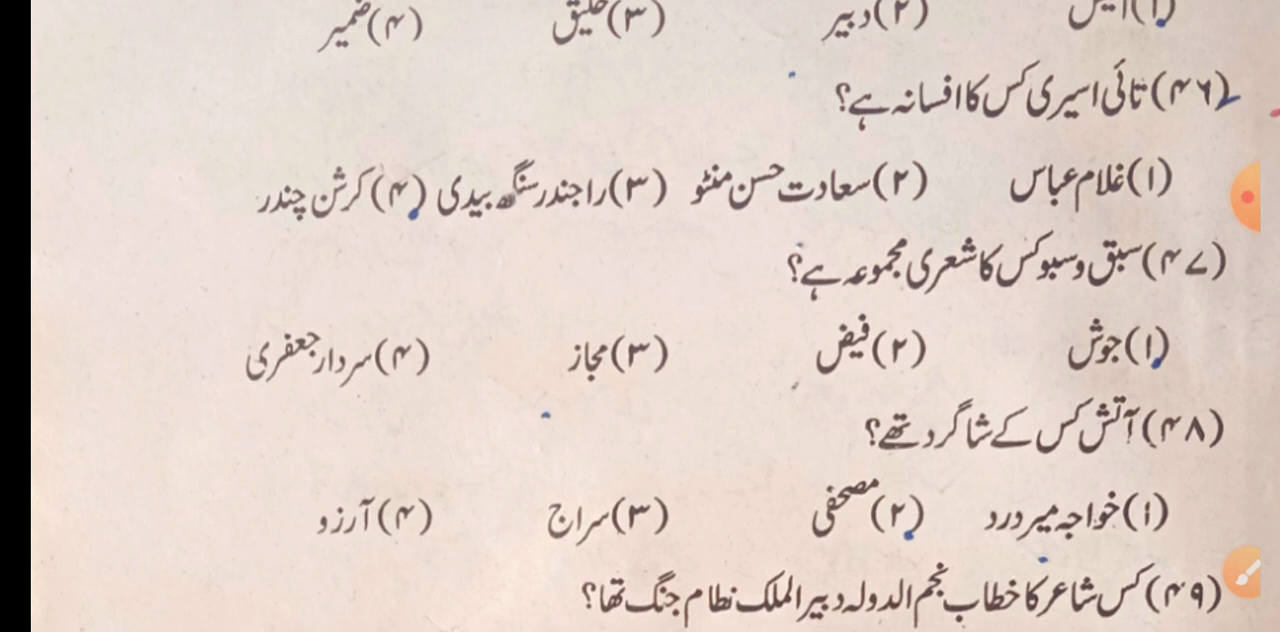 (۲) دبیر (۳) خلیق (۴) ضمیر
(۴۶) تائی اسیری کس کا افسانہ ہے؟
(۱) غلام عباس (۲) سعادت حسن منٹو (۳) راجندر سنگھ بیدی (۴) کرشن چندر
(۴۷) سبق و سبو کس کا شعری مجموعہ ہے؟
(۱) جوش (۲) فیض (۳) مجاز (۴) سردار جعفری
(۴۸) آتش کس کے شاگرد تھے؟
(۱) خواجہ میر درد (۲) مصحفی (۳) سراج (۴) آرزو
(۴۹) کس شاعر کا خطاب نجم الدولہ دبیر الملک نظام جنگ تھا؟